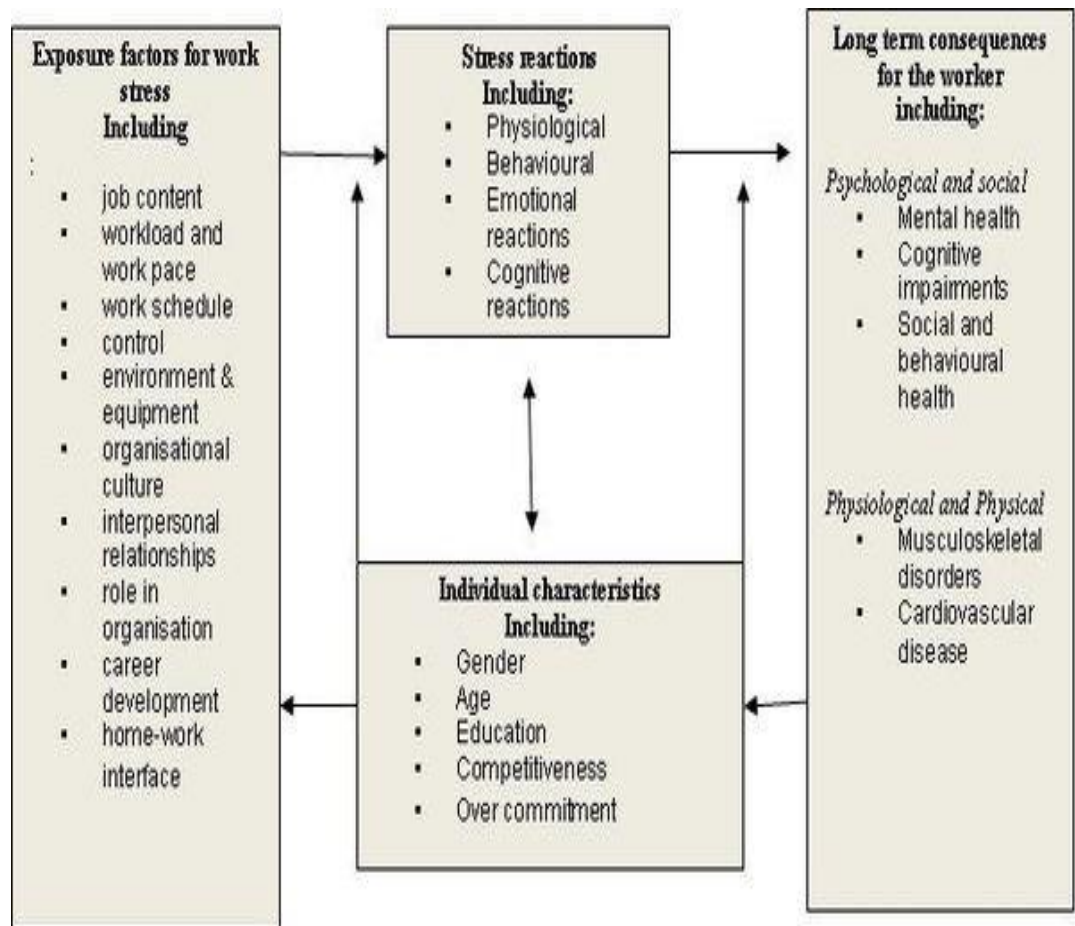 Exposure factors for work
stress
Including
:
▪ job content
▪ workload and
work pace
▪ work schedule
▪ control
▪ environment &
equipment
▪ organisational
culture
▪ interpersonal
relationships
▪ role in
organisation
▪ career
development
▪ home-work
interface
Stress reactions
Including:
▪ Physiological
▪ Behavioural
▪ Emotional
reactions
▪ Cognitive
reactions
Individual characteristics
Including:
▪ Gender
▪ Age
▪ Education
▪ Competitiveness
▪ Over commitment
Long term consequences
for the worker
including:
Psychological and social
▪ Mental health
▪ Cognitive
impairments
▪ Social and
behavioural
health
Physiological and Physical
▪ Musculoskeletal
disorders
▪ Cardiovascular
disease